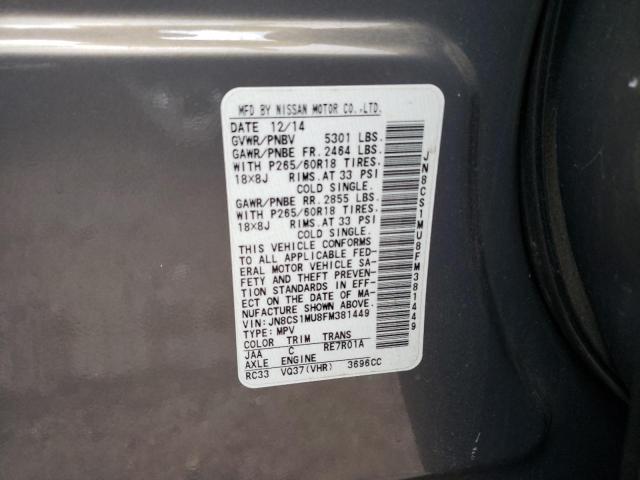 MFD BY NISSAN MOTOR CO.,LTD.
DATE 12/14
GVWR/PNBV 5301 LBS.
GAWR/PNBE FR. 2464 LBS.
WITH P265/60R18 TIRES.
18X8J RIMS.AT 33 PSI
COLD SINGLE.
GAWR/PNBE RR. 2855 LBS.
WITH P265/60R18 TIRES.
18X8J RIMS.AT 33 PSI
COLD SINGLE.
THIS VEHICLE CONFORMS
TO ALL APPLICABLE FED-
ERAL MOTOR VEHICLE SA-
FETY AND THEFT PREVEN-
TION STANDARDS IN EFF-
ECT ON THE DATE OF MA-
NUFACTURE SHOWN ABOVE.
VIN: JN8CS1MU8FM381449
TYPE: MPV
COLOR TRIM TRANS
JAA C RE7R01A
AXLE ENGINE
RC33 VQ37(VHR) 3696CC
JN8CS1MU8FM381449